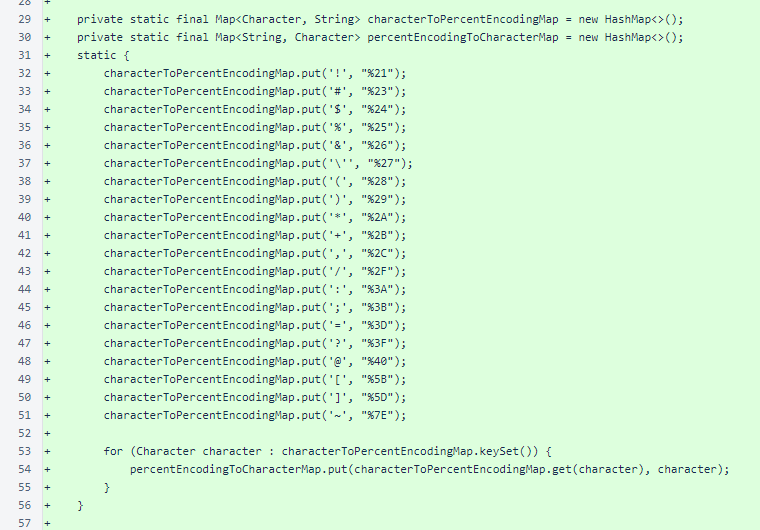 28 +
29 + private static final Map<Character, String> characterToPercentEncodingMap = new HashMap<>();
30 + private static final Map<String, Character> percentEncodingToCharacterMap = new HashMap<>();
31 + static {
32 + characterToPercentEncodingMap.put('!', "%21");
33 + characterToPercentEncodingMap.put('#', "%23");
34 + characterToPercentEncodingMap.put('$', "%24");
35 + characterToPercentEncodingMap.put('%', "%25");
36 + characterToPercentEncodingMap.put('&', "%26");
37 + characterToPercentEncodingMap.put('\'', "%27");
38 + characterToPercentEncodingMap.put('(', "%28");
39 + characterToPercentEncodingMap.put(')', "%29");
40 + characterToPercentEncodingMap.put('*', "%2A");
41 + characterToPercentEncodingMap.put('+', "%2B");
42 + characterToPercentEncodingMap.put(',', "%2C");
43 + characterToPercentEncodingMap.put('/', "%2F");
44 + characterToPercentEncodingMap.put(':', "%3A");
45 + characterToPercentEncodingMap.put(';', "%3B");
46 + characterToPercentEncodingMap.put('=', "%3D");
47 + characterToPercentEncodingMap.put('?', "%3F");
48 + characterToPercentEncodingMap.put('@', "%40");
49 + characterToPercentEncodingMap.put('[', "%5B");
50 + characterToPercentEncodingMap.put(']', "%5D");
51 + characterToPercentEncodingMap.put('~', "%7E");
52 +
53 + for (Character character : characterToPercentEncodingMap.keySet()) {
54 + percentEncodingToCharacterMap.put(characterToPercentEncodingMap.get(character), character);
55 + }
56 + }
57 +